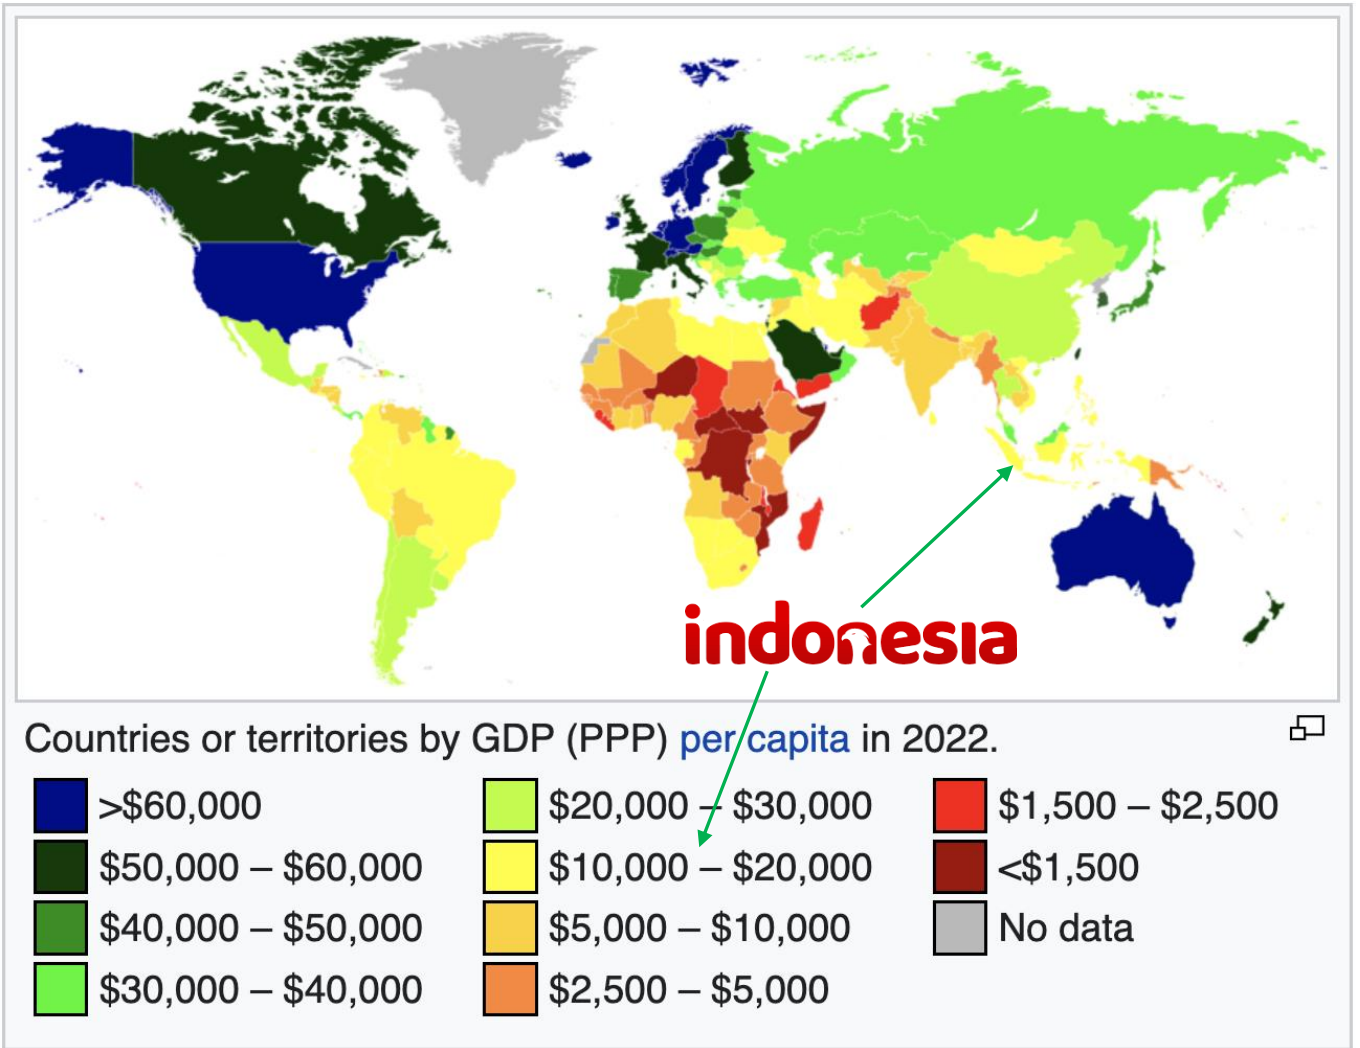 indonesia
Countries or territories by GDP (PPP) per capita in 2022.
>$60,000
$50,000 – $60,000
$40,000 – $50,000
$30,000 – $40,000
$20,000 – $30,000
$10,000 – $20,000
$5,000 – $10,000
$2,500 – $5,000
$1,500 – $2,500
<$1,500
No data